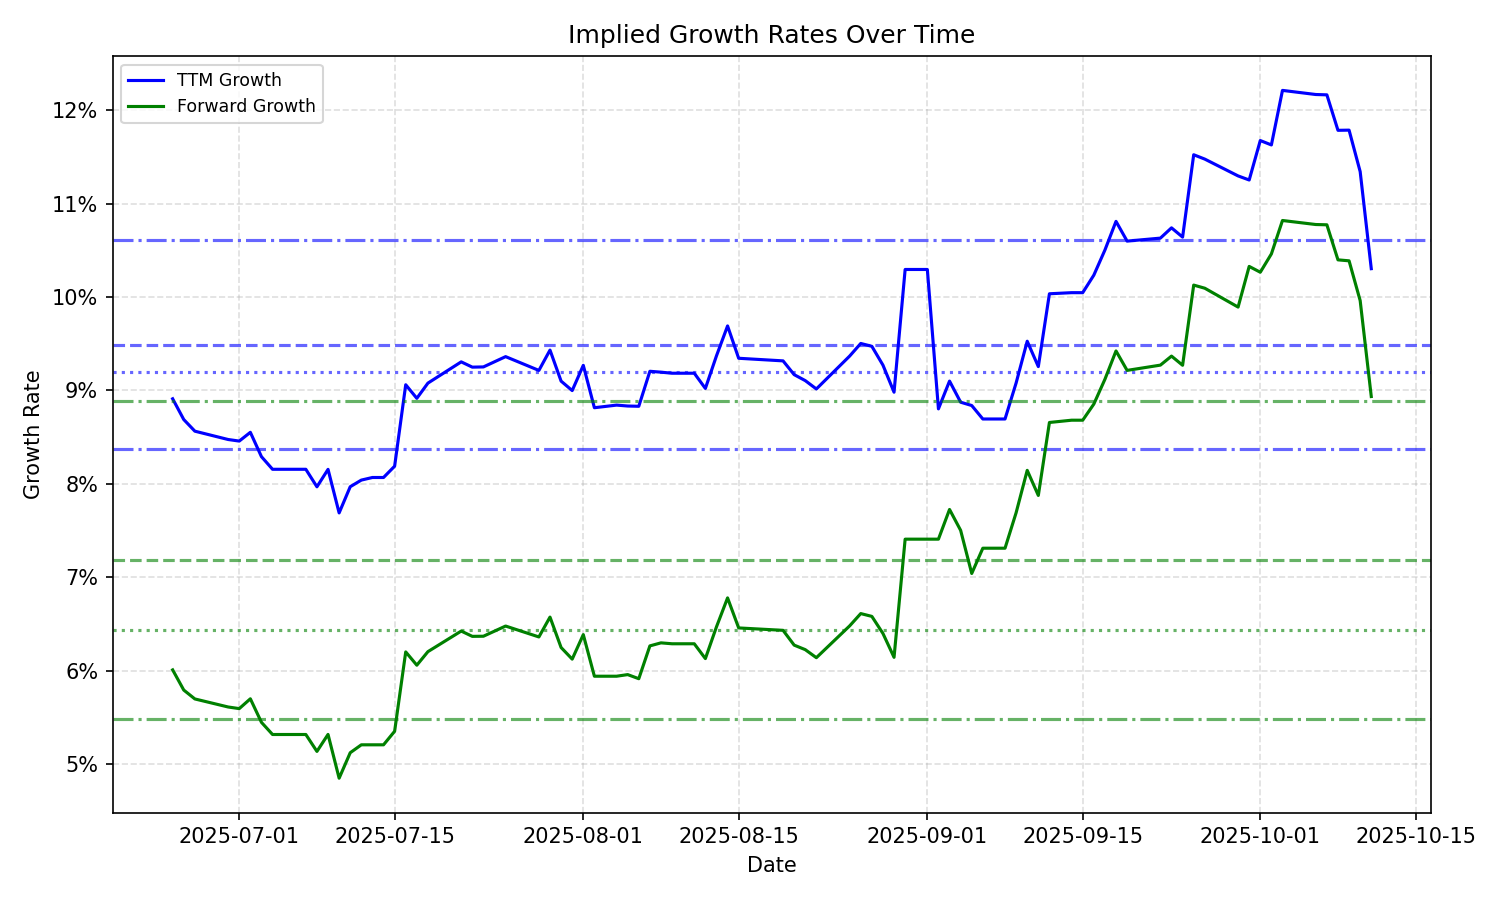 Implied Growth Rates Over Time
TTM Growth
Forward Growth
12%
11%
10%
9%
8%
7%
6%
5%
Growth Rate
2025-07-01 2025-07-15 2025-08-01 2025-08-15 2025-09-01 2025-09-15 2025-10-01 2025-10-15
Date